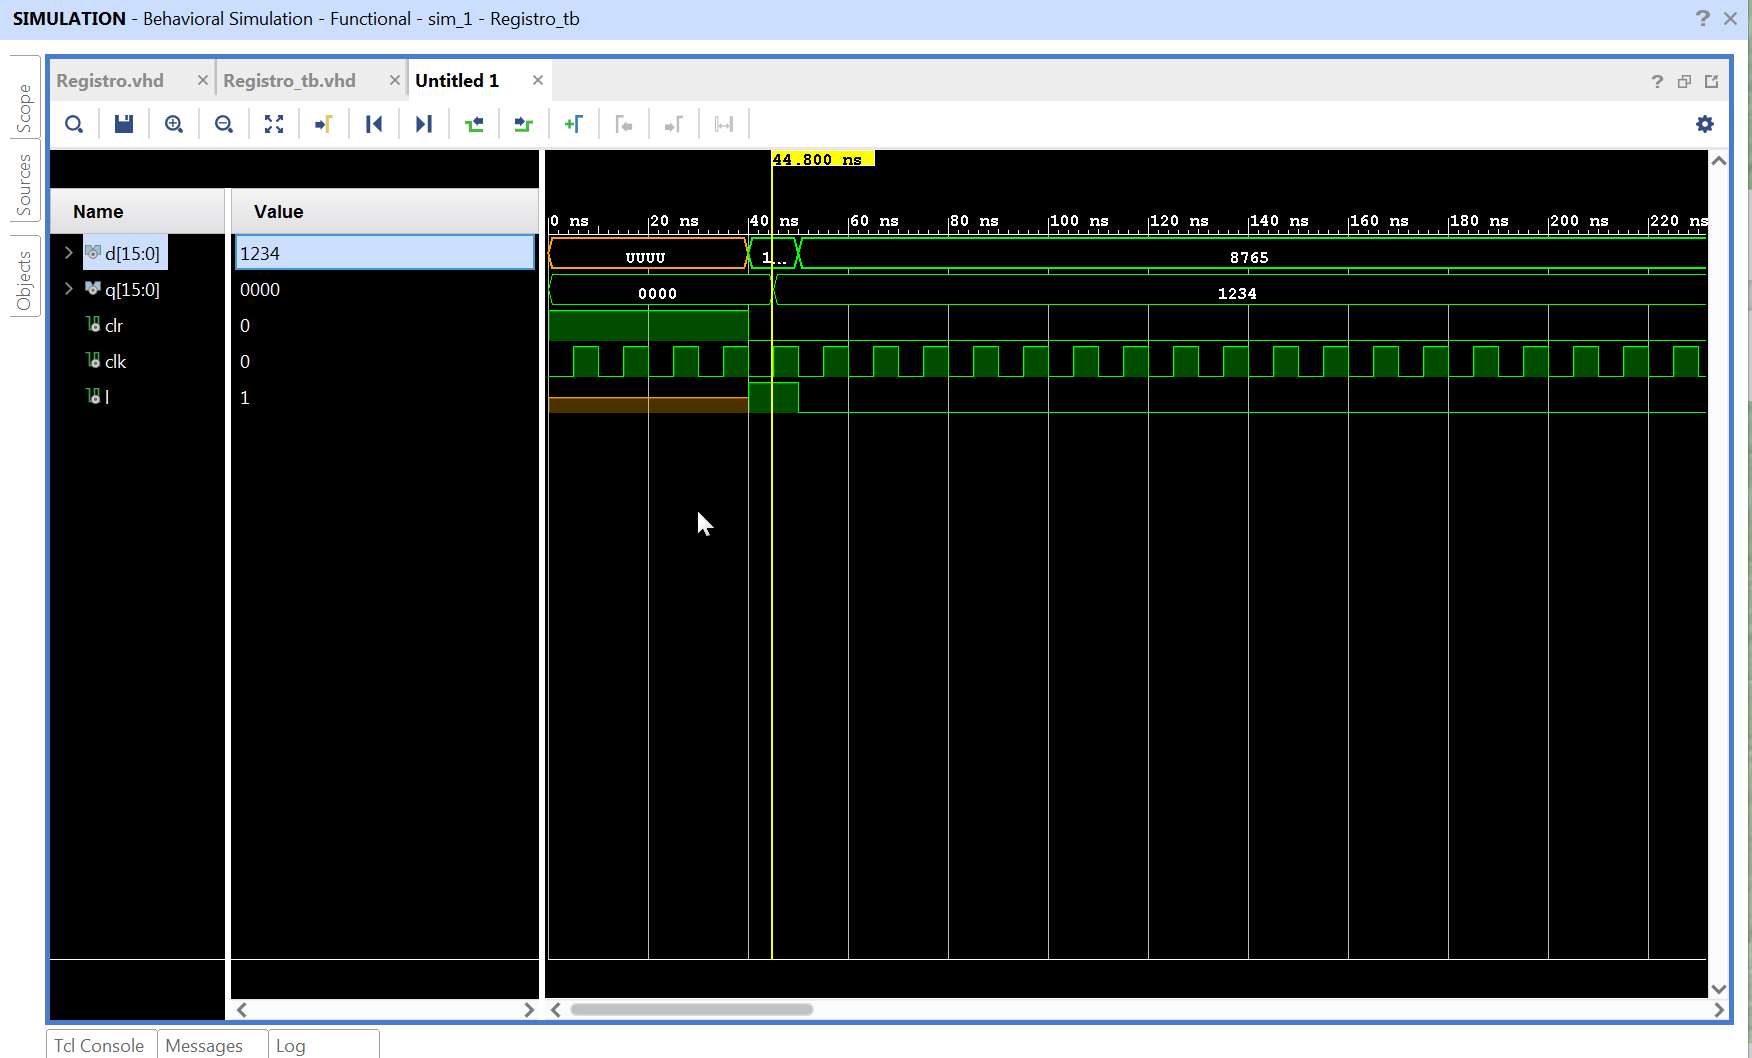 SIMULATION - Behavioral Simulation - Functional - sim_1 - Registro_tb
Scope
Sources
Objects
Registro.vhd
Registro_tb.vhd
Untitled 1
44.800 ns
Name Value
0 ns 20 ns 40 ns 60 ns 80 ns 100 ns 120 ns 140 ns 160 ns 180 ns 200 ns 220 ns
d[15:0] 1234 UUUU 1... 8765
q[15:0] 0000 0000 1234
clr 0
clk 0
l 1
Tcl Console Messages Log